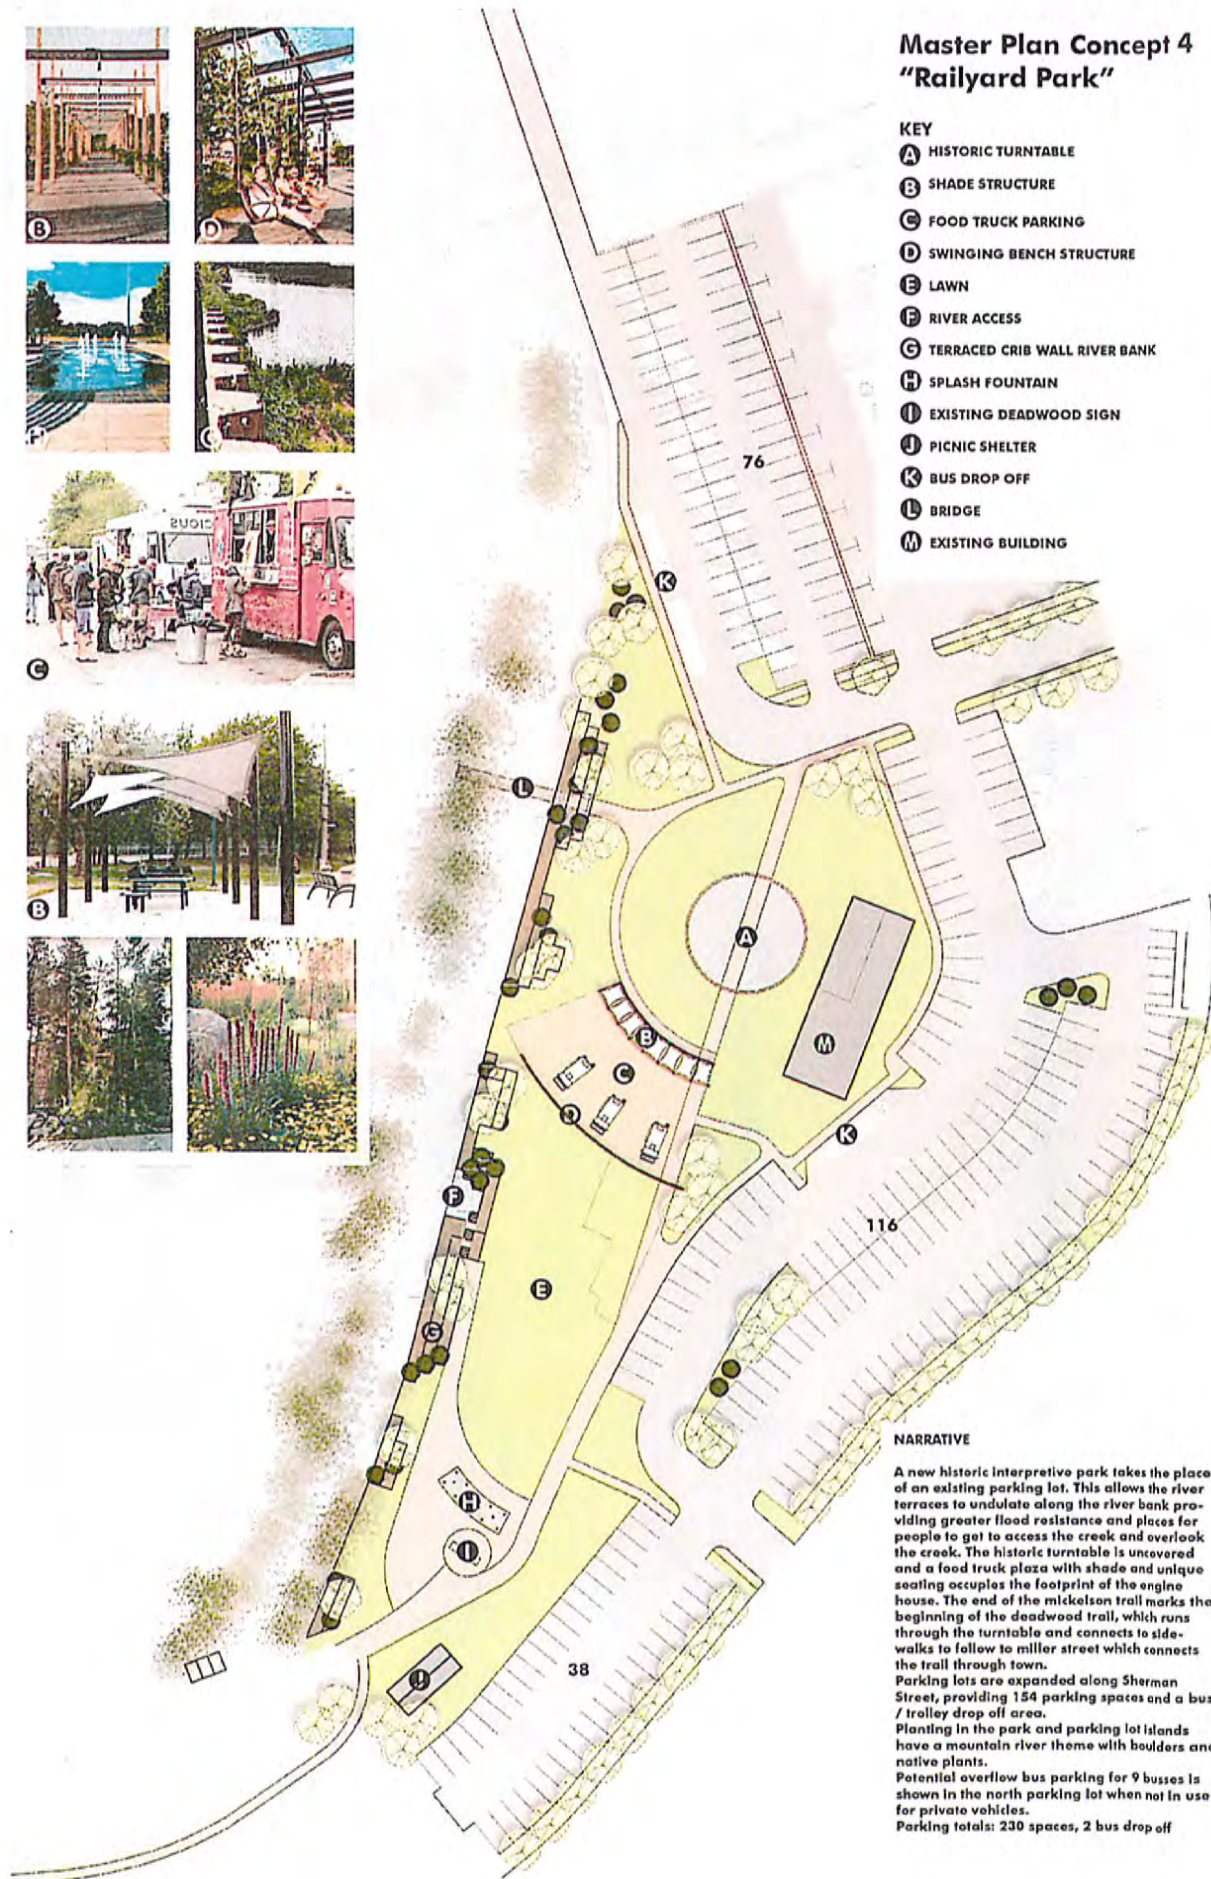 Master Plan Concept 4
"Railyard Park"
KEY
A HISTORIC TURNTABLE
B SHADE STRUCTURE
C FOOD TRUCK PARKING
D SWINGING BENCH STRUCTURE
E LAWN
F RIVER ACCESS
G TERRACED CRIB WALL RIVER BANK
H SPLASH FOUNTAIN
I EXISTING DEADWOOD SIGN
J PICNIC SHELTER
K BUS DROP OFF
L BRIDGE
M EXISTING BUILDING
B
D
H
G
C
B
76
K
L
A
B
M
C
K
F
116
E
G
H
I
J
38
NARRATIVE
A new historic interpretive park takes the place
of an existing parking lot. This allows the river
terraces to undulate along the river bank pro-
viding greater flood resistance and places for
people to get to access the creek and overlook
the creek. The historic turntable is uncovered
and a food truck plaza with shade and unique
seating occupies the footprint of the engine
house. The end of the mickelson trail marks the
beginning of the deadwood trail, which runs
through the turntable and connects to side-
walks to follow to miller street which connects
the trail through town.
Parking lots are expanded along Sherman
Street, providing 154 parking spaces and a bus
/ trolley drop off area.
Planting in the park and parking lot islands
have a mountain river theme with boulders and
native plants.
Potential overflow bus parking for 9 busses is
shown in the north parking lot when not in use
for private vehicles.
Parking totals: 230 spaces, 2 bus drop off